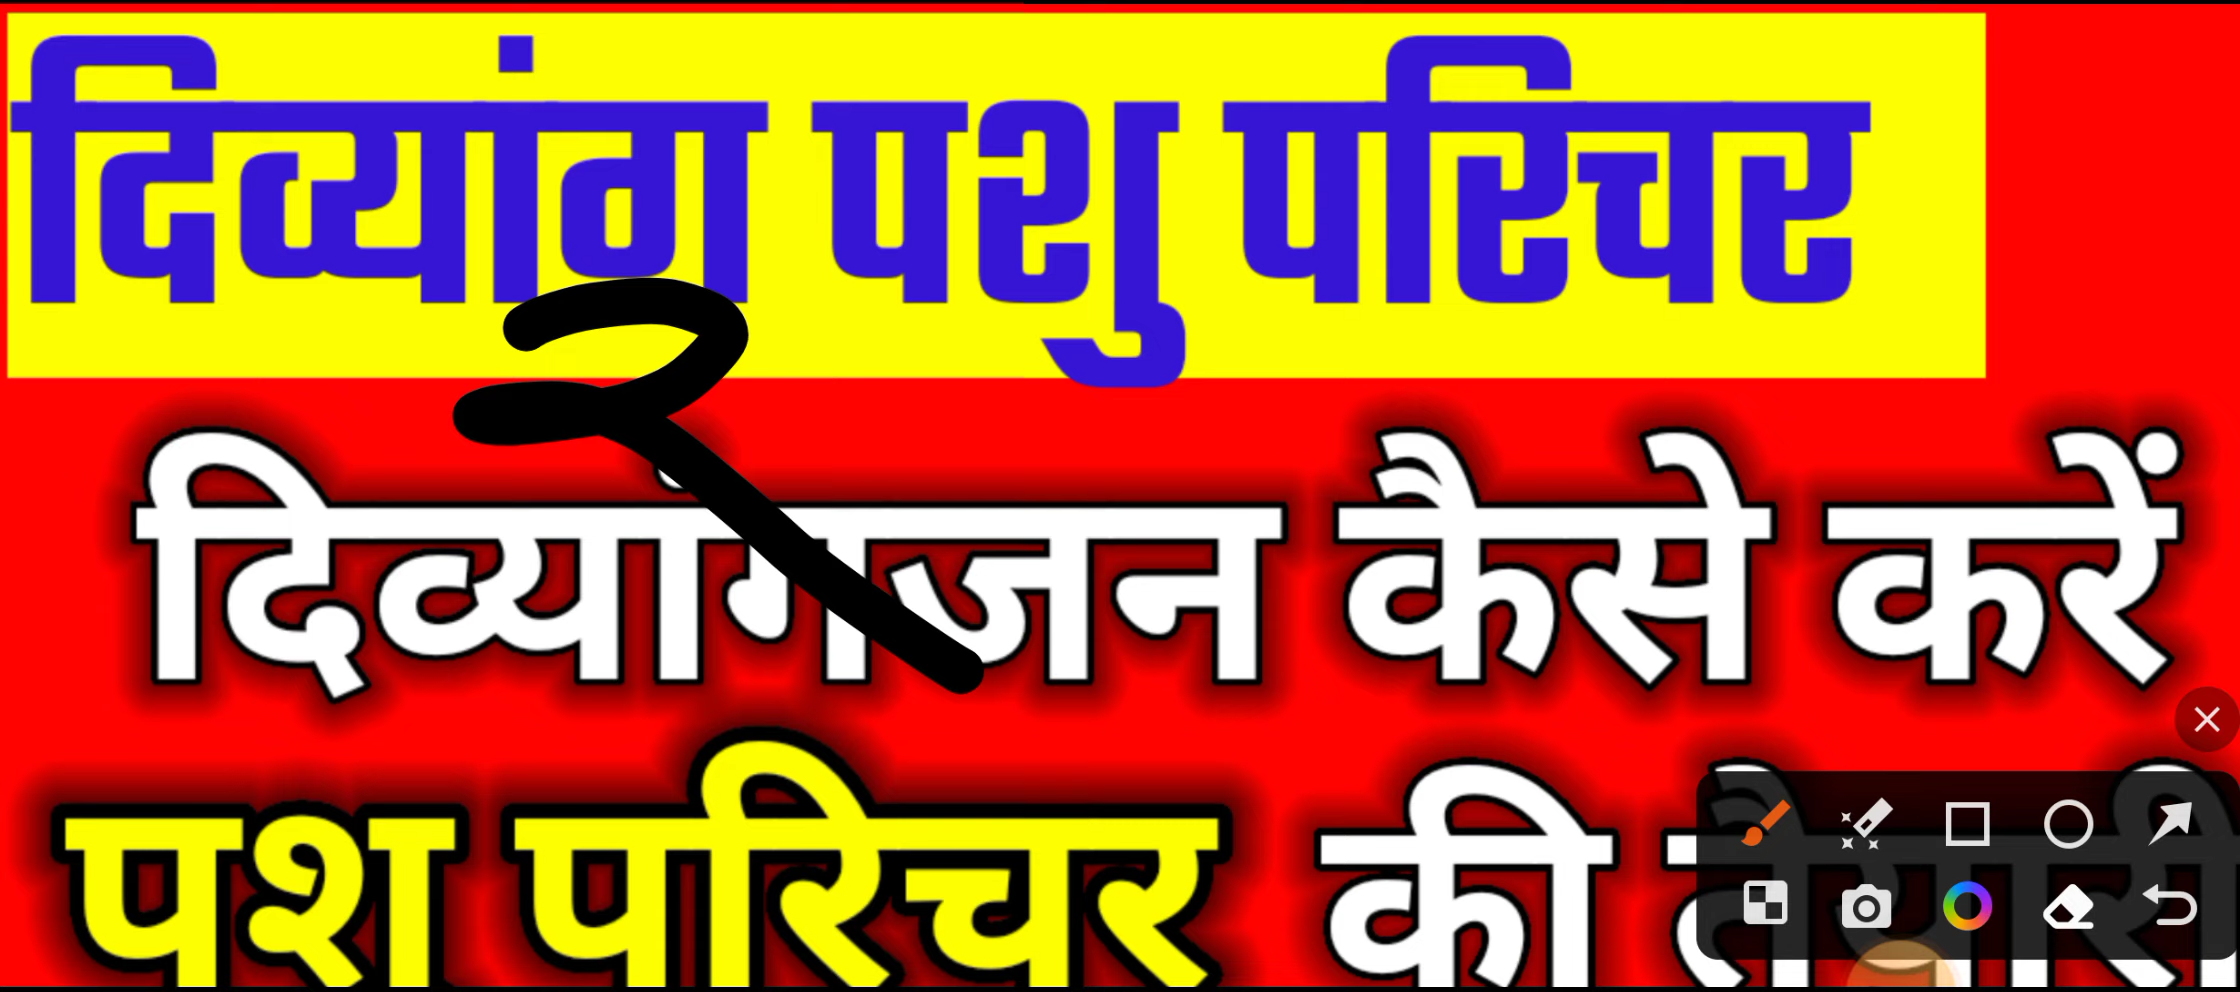 दिव्यांग पशु परिचर
२
दिव्यांगजन कैसे करें
पशु परिचर की तैयारी